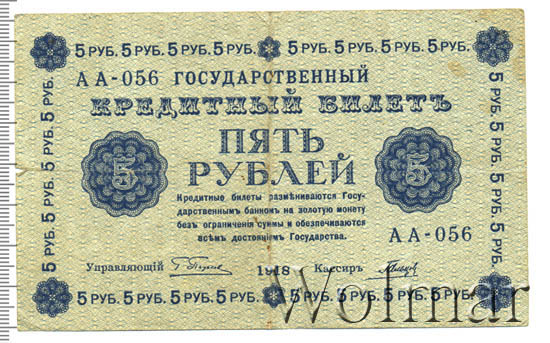 5 РУБ. 5 РУБ. 5 РУБ. 5 РУБ. 5 РУБ. 5 РУБ. 5 РУБ. 5 РУБ.
АА-056 ГОСУДАРСТВЕННЫЙ
КРЕДИТНЫЙ БИЛЕТЪ
5 РУБ. 5 РУБ. 5 РУБ. 5 РУБ.
5 РУБ. 5 РУБ. 5 РУБ. 5 РУБ.
ПЯТЬ
РУБЛЕЙ
5
5
Кредитные билеты размѣниваются Госу-
дарственнымъ банкомъ на золотую монету
безъ ограниченія суммы и обезпечиваются
всѣмъ достояніемъ Государства.
АА-056
Управляющій
1918
Кассиръ
5 РУБ. 5 РУБ. 5 РУБ. 5 РУБ. 5 РУБ. 5 РУБ. 5 РУБ. 5 РУБ.
Wolmar